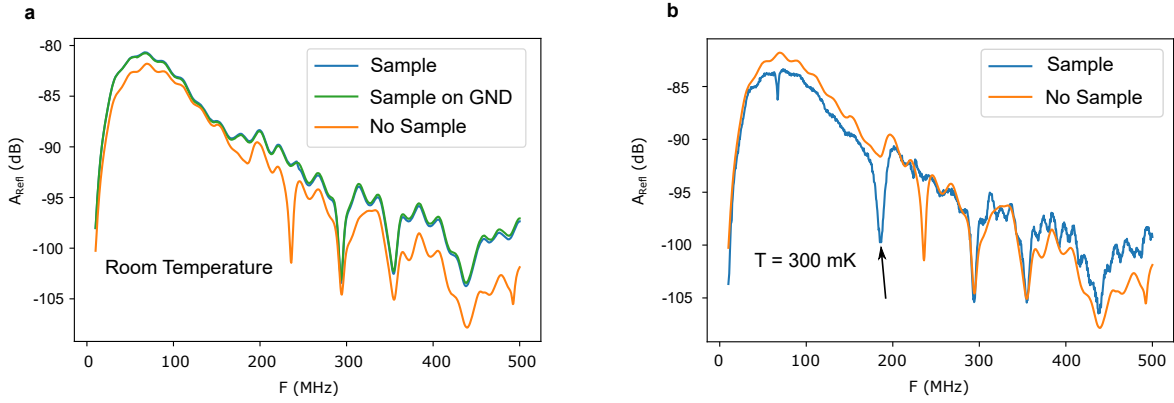 a
-80
-85
-90
-95
-100
-105
A_Refl (dB)
Sample
Sample on GND
No Sample
Room Temperature
0
100
200
300
400
500
F (MHz)
b
-85
-90
-95
-100
-105
A_Refl (dB)
Sample
No Sample
T = 300 mK
0
100
200
300
400
500
F (MHz)